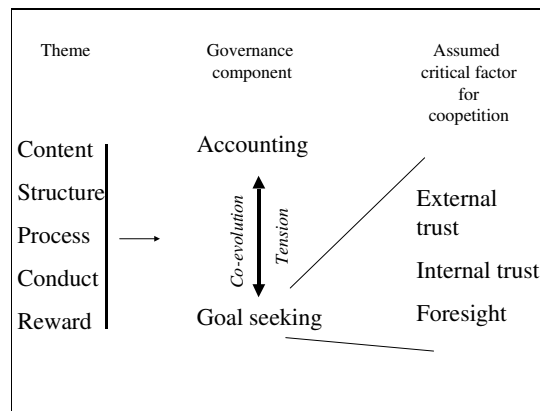 Theme
Governance
component
Assumed
critical factor
for
coopetition
Content
Structure
Process
Conduct
Reward
Accounting
Co-evolution
Tension
Goal seeking
External
trust
Internal trust
Foresight